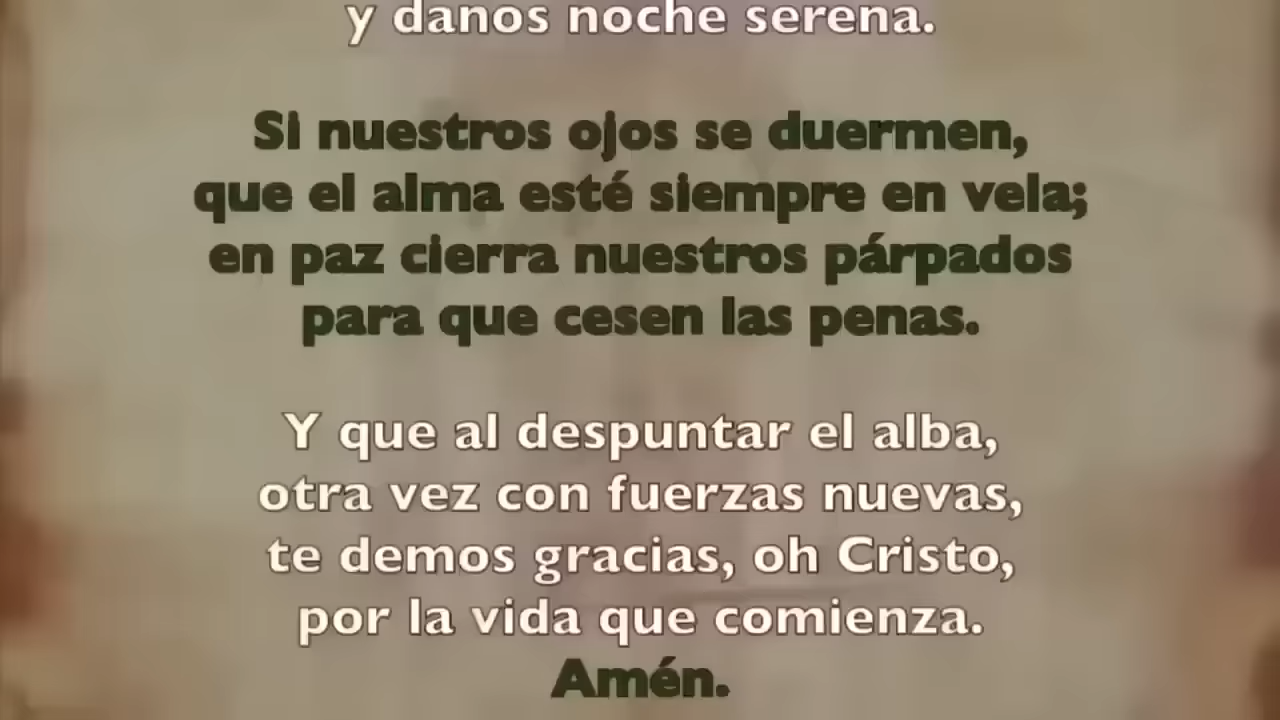 y danos noche serena.
Si nuestros ojos se duermen,
que el alma esté siempre en vela;
en paz cierra nuestros párpados
para que cesen las penas.
Y que al despuntar el alba,
otra vez con fuerzas nuevas,
te demos gracias, oh Cristo,
por la vida que comienza.
Amén.